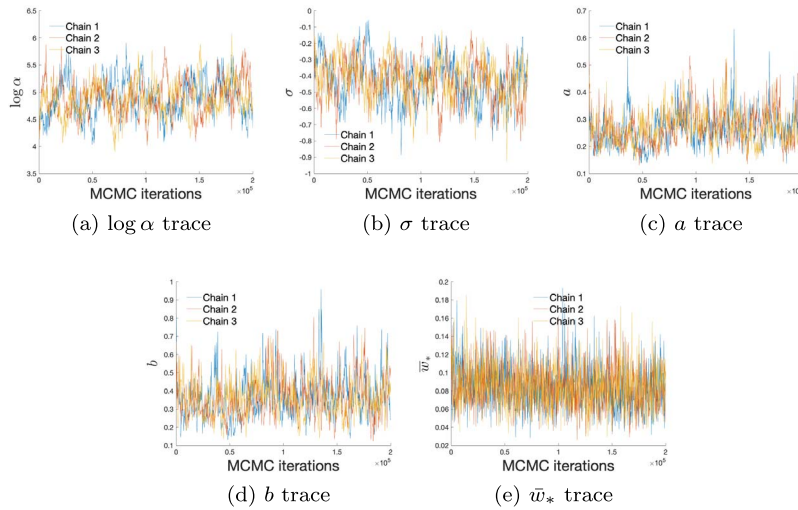 6.5
6
5.5
5
4.5
4
3.5
log α
Chain 1
Chain 2
Chain 3
0 0.5 1 1.5 2
×10⁵
MCMC iterations
(a) log α trace
0
-0.1
-0.2
-0.3
-0.4
-0.5
-0.6
-0.7
-0.8
-0.9
-1
σ
Chain 1
Chain 2
Chain 3
0 0.5 1 1.5 2
×10⁵
MCMC iterations
(b) σ trace
0.7
0.6
0.5
0.4
0.3
0.2
0.1
a
Chain 1
Chain 2
Chain 3
0 0.5 1 1.5 2
×10⁵
MCMC iterations
(c) a trace
1
0.9
0.8
0.7
0.6
0.5
0.4
0.3
0.2
0.1
b
Chain 1
Chain 2
Chain 3
0 0.5 1 1.5 2
×10⁵
MCMC iterations
(d) b trace
0.2
0.18
0.16
0.14
0.12
0.1
0.08
0.06
0.04
0.02
w̅*
Chain 1
Chain 2
Chain 3
0 0.5 1 1.5 2
×10⁵
MCMC iterations
(e) w̄* trace